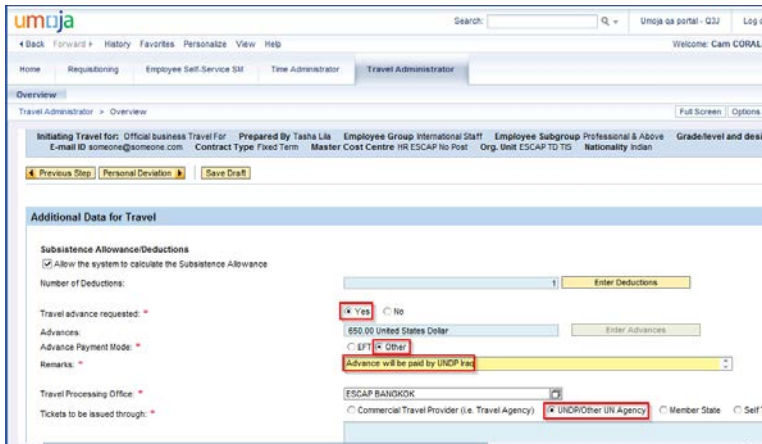 umoja
Search:
Umoja qa portal - Q3J
Log
Back Forward History Favorites Personalize View Help
Welcome: Cam CORAL
Home Requisitioning Employee Self-Service SM Time Administrator Travel Administrator
Overview
Travel Administrator > Overview
Full Screen Options
Initiating Travel for: Official business Travel For Prepared By Tasha Lila Employee Group International Staff Employee Subgroup Professional & Above Grade/level and desi
E-mail ID someone@someone.com Contract Type Fixed Term Master Cost Centre HR ESCAP No Post Org. Unit ESCAP TD TIS Nationality Indian
Previous Step Personal Deviation Save Draft
Additional Data for Travel
Subsistence Allowance/Deductions
Allow the system to calculate the Subsistence Allowance
Number of Deductions: 1 Enter Deductions
Travel advance requested: * Yes No
Advances: 650.00 United States Dollar Enter Advances
Advance Payment Mode: * EFT Other
Remarks: * Advance will be paid by UNDP Iraq
Travel Processing Office: * ESCAP BANGKOK
Tickets to be issued through: * Commercial Travel Provider (i.e. Travel Agency) UNDP/Other UN Agency Member State Self